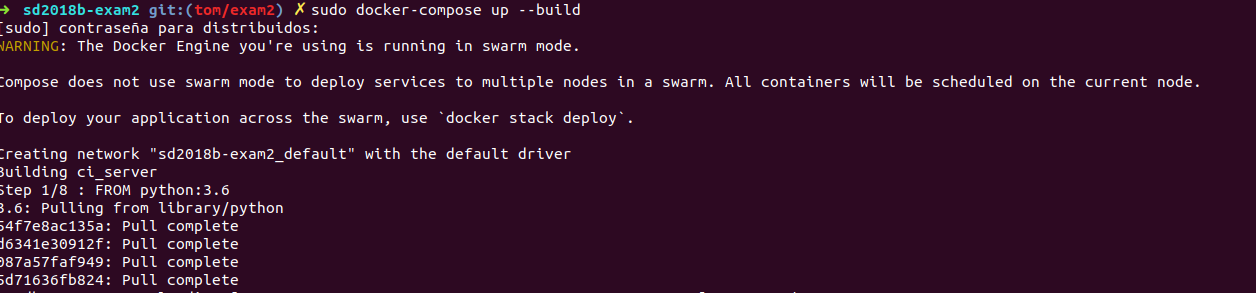 ➜ sd2018b-exam2 git:(tom/exam2) ✗ sudo docker-compose up --build
[sudo] contraseña para distribuidos:
WARNING: The Docker Engine you're using is running in swarm mode.
Compose does not use swarm mode to deploy services to multiple nodes in a swarm. All containers will be scheduled on the current node.
To deploy your application across the swarm, use `docker stack deploy`.
Creating network "sd2018b-exam2_default" with the default driver
Building ci_server
Step 1/8 : FROM python:3.6
3.6: Pulling from library/python
54f7e8ac135a: Pull complete
d6341e30912f: Pull complete
087a57faf949: Pull complete
5d71636fb824: Pull complete